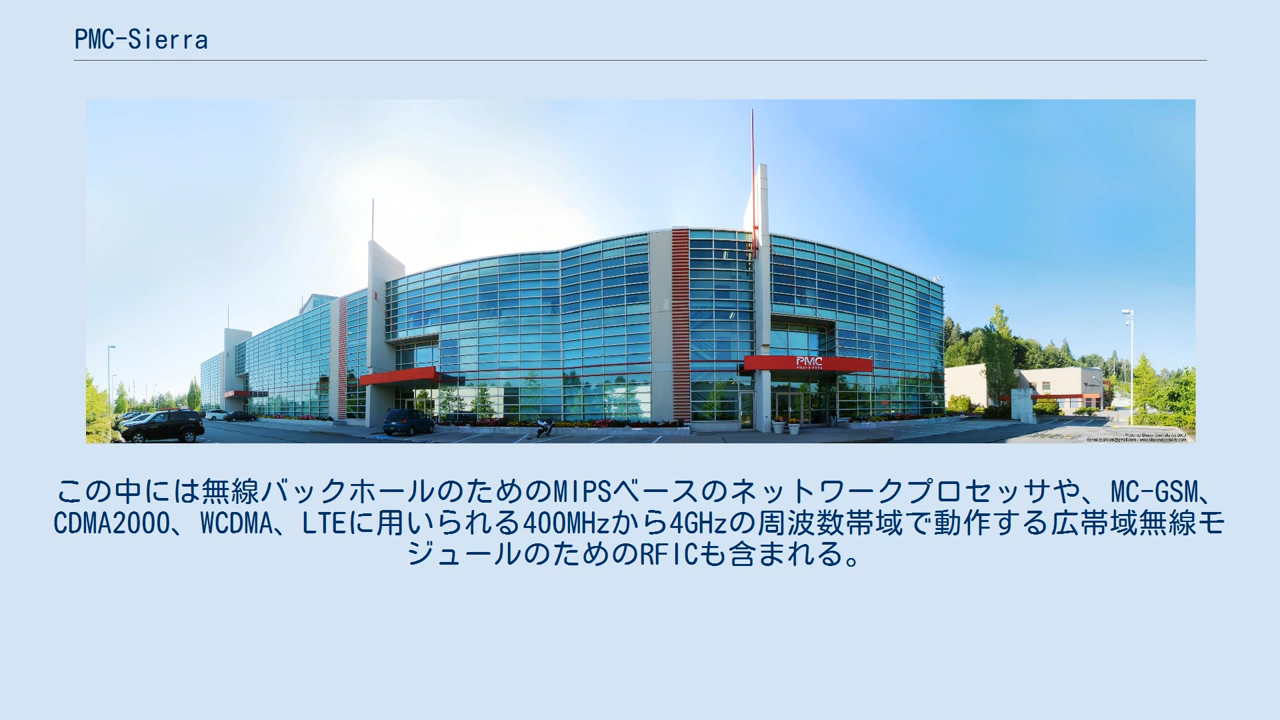 PMC-Sierra
PMC
この中には無線バックホールのためのMIPSベースのネットワークプロセッサや、MC-GSM、
CDMA2000、WCDMA、LTEに用いられる400MHzから4GHzの周波数帯域で動作する広帯域無線モ
ジュールのためのRFICも含まれる。